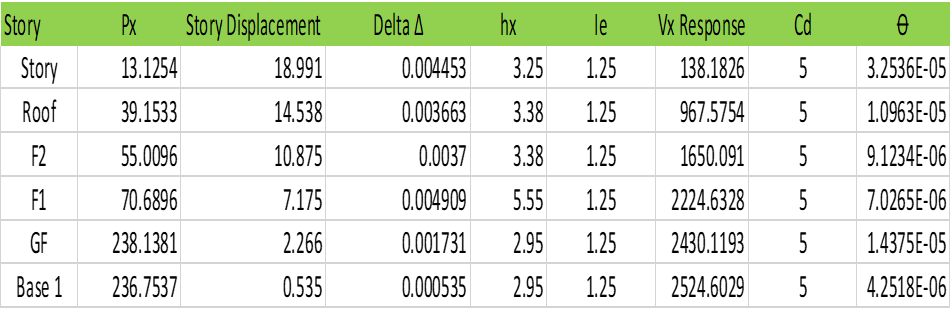 Story Px Story Displacement Delta Δ hx Ie Vx Response Cd Ɵ
Story 13.1254 18.991 0.004453 3.25 1.25 138.1826 5 3.2536E-05
Roof 39.1533 14.538 0.003663 3.38 1.25 967.5754 5 1.0963E-05
F2 55.0096 10.875 0.0037 3.38 1.25 1650.091 5 9.1234E-06
F1 70.6896 7.175 0.004909 5.55 1.25 2224.6328 5 7.0265E-06
GF 238.1381 2.266 0.001731 2.95 1.25 2430.1193 5 1.4375E-05
Base 1 236.7537 0.535 0.000535 2.95 1.25 2524.6029 5 4.2518E-06